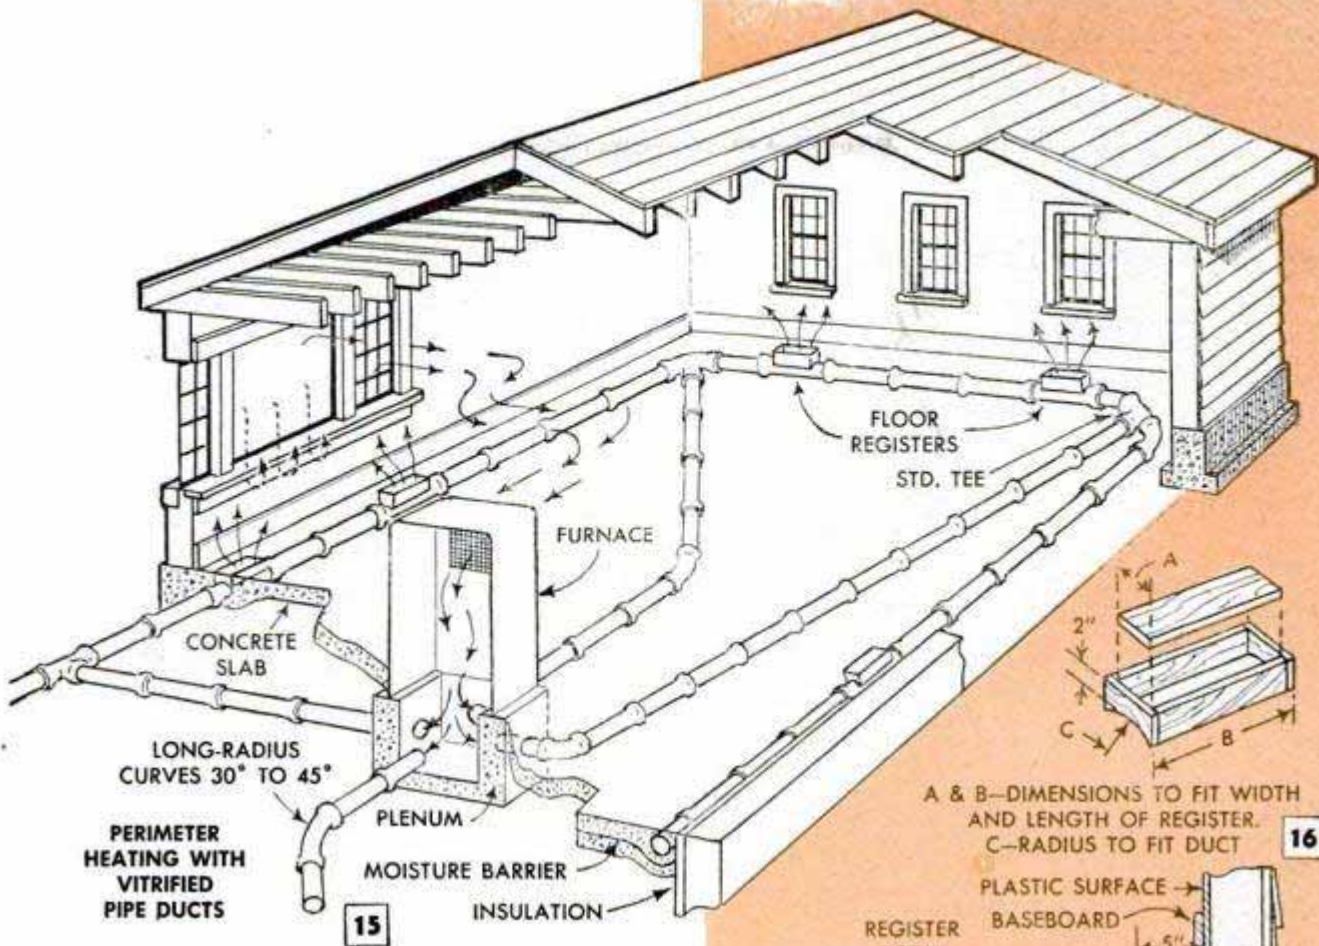 FLOOR
REGISTERS
STD. TEE
FURNACE
CONCRETE
SLAB
LONG-RADIUS
CURVES 30° TO 45°
PLENUM
PERIMETER
HEATING WITH
VITRIFIED
PIPE DUCTS
MOISTURE BARRIER
INSULATION
15
A
2"
C
B
A & B—DIMENSIONS TO FIT WIDTH
AND LENGTH OF REGISTER.
C—RADIUS TO FIT DUCT
16
PLASTIC SURFACE
BASEBOARD
REGISTER